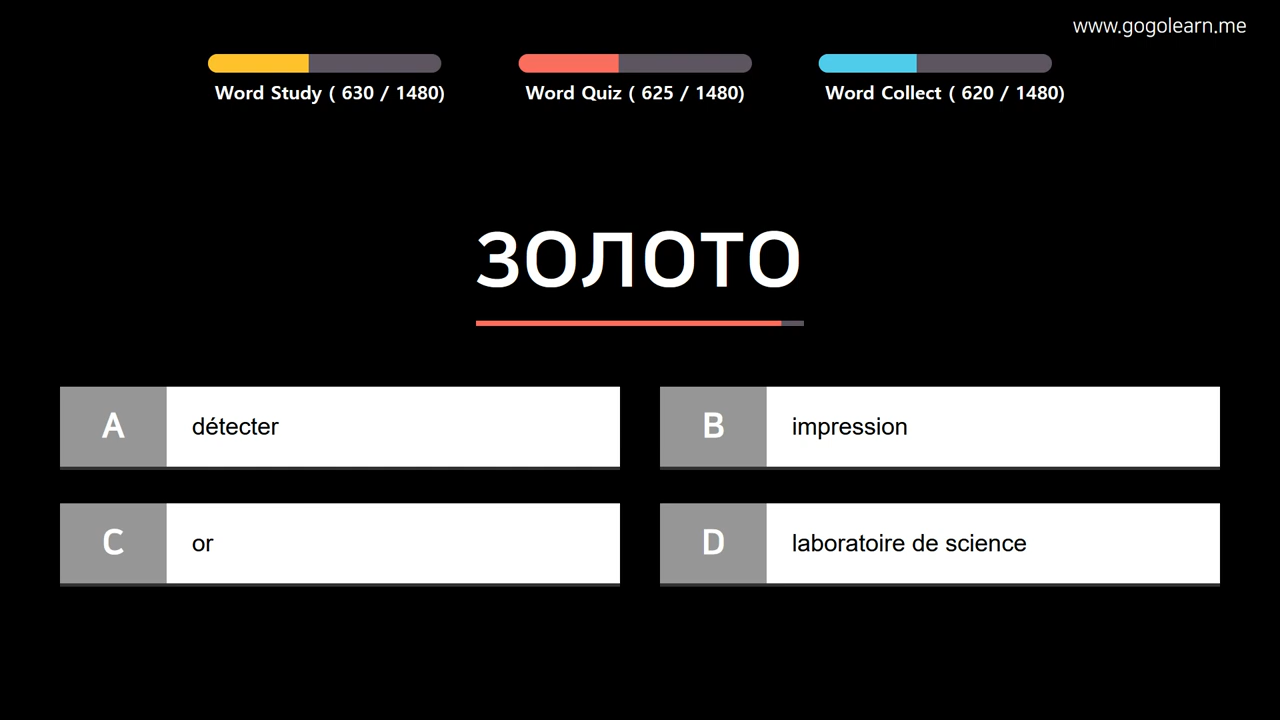 www.gogolearn.me
Word Study ( 630 / 1480)
Word Quiz ( 625 / 1480)
Word Collect ( 620 / 1480)
золото
A
détecter
B
impression
C
or
D
laboratoire de science